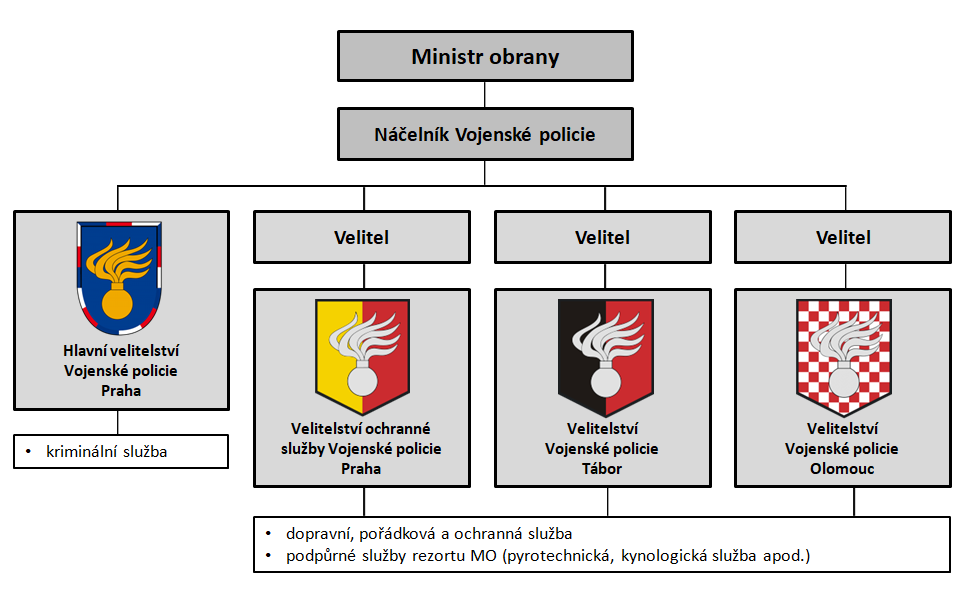 Ministr obrany
Náčelník Vojenské policie
Velitel
Velitel
Velitel
Hlavní velitelství
Vojenské policie
Praha
Velitelství ochranné
služby Vojenské policie
Praha
Velitelství
Vojenské policie
Tábor
Velitelství
Vojenské policie
Olomouc
• kriminální služba
• dopravní, pořádková a ochranná služba
• podpůrné služby rezortu MO (pyrotechnická, kynologická služba apod.)